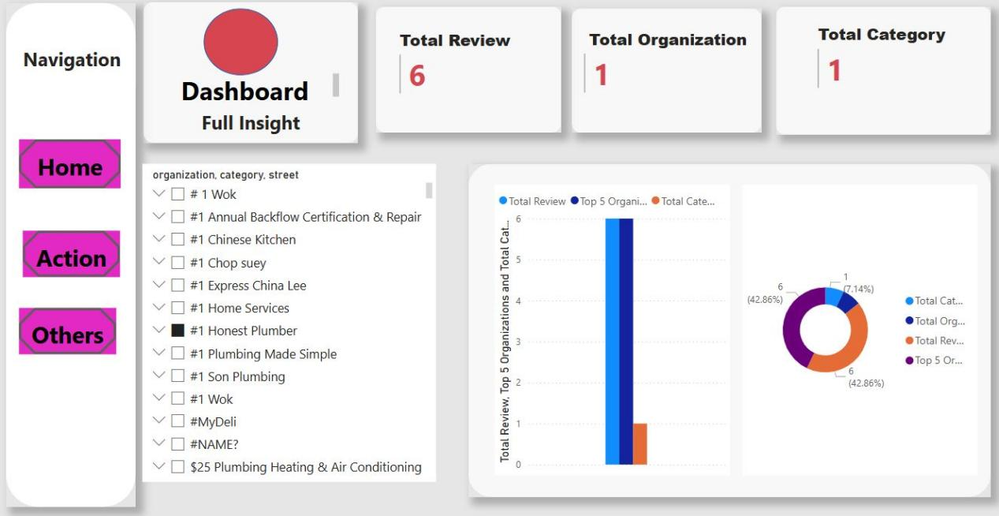 Navigation
Home
Action
Others
Dashboard
Full Insight
Total Review
6
Total Organization
1
Total Category
1
organization, category, street
# 1 Wok
#1 Annual Backflow Certification & Repair
#1 Chinese Kitchen
#1 Chop suey
#1 Express China Lee
#1 Home Services
#1 Honest Plumber
#1 Plumbing Made Simple
#1 Son Plumbing
#1 Wok
#MyDeli
#NAME?
$25 Plumbing Heating & Air Conditioning
Total Review Top 5 Organi... Total Cate...
Total Review, Top 5 Organizations and Total Cat...
6
5
4
3
2
1
0
1
(7.14%)
6
(42.86%)
6
(42.86%)
Total Cat...
Total Org...
Total Rev...
Top 5 Or...